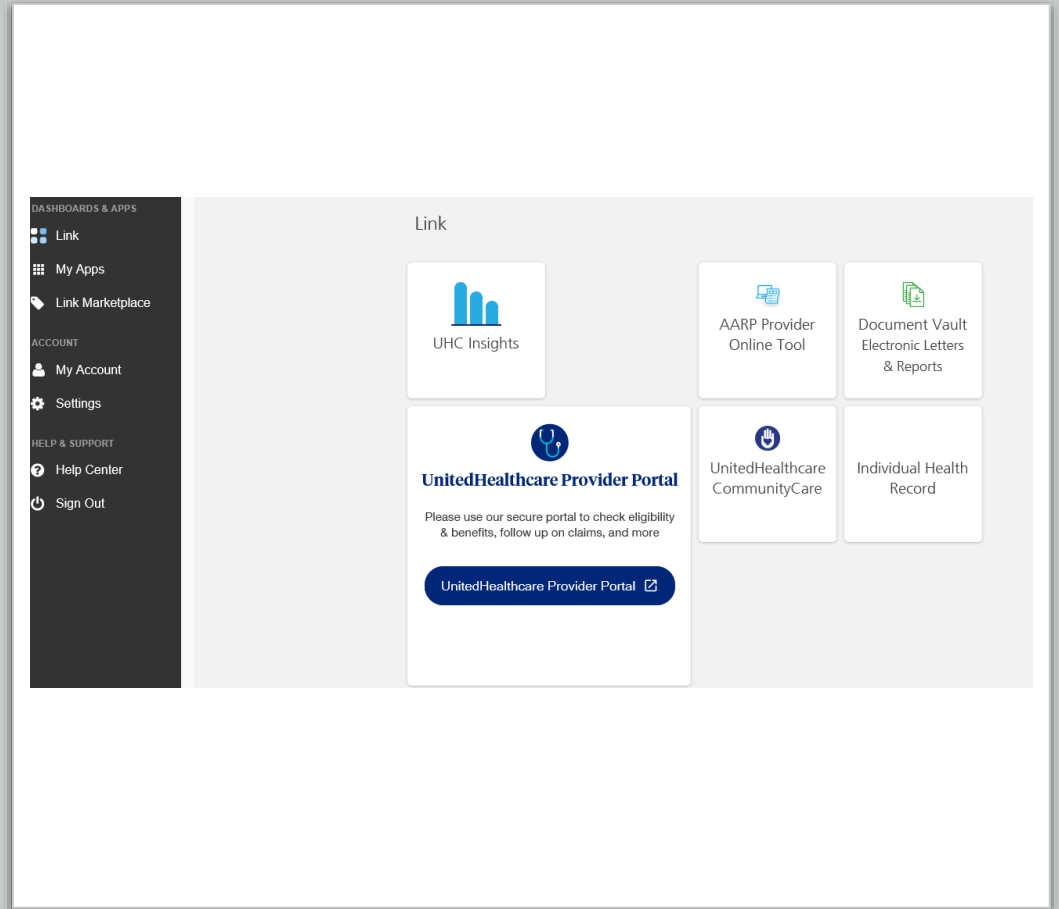 DASHBOARDS & APPS
Link
My Apps
Link Marketplace
ACCOUNT
My Account
Settings
HELP & SUPPORT
Help Center
Sign Out
Link
UHC Insights
AARP Provider
Online Tool
Document Vault
Electronic Letters
& Reports
UnitedHealthcare Provider Portal
Please use our secure portal to check eligibility
& benefits, follow up on claims, and more
UnitedHealthcare Provider Portal
UnitedHealthcare
CommunityCare
Individual Health
Record